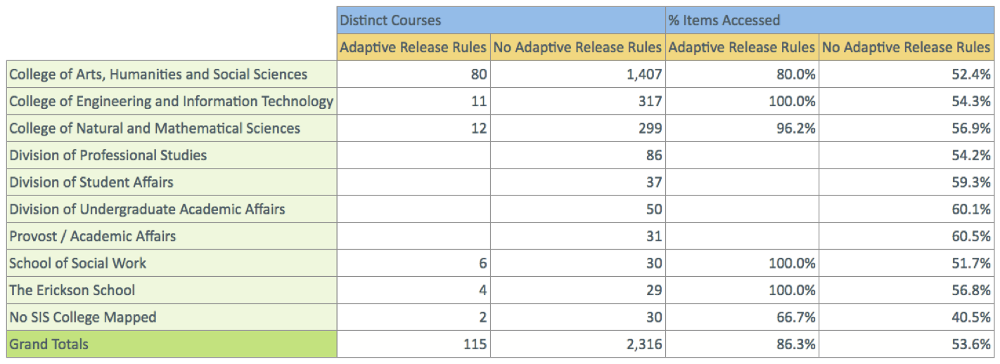 Distinct Courses % Items Accessed
Adaptive Release Rules No Adaptive Release Rules Adaptive Release Rules No Adaptive Release Rules
College of Arts, Humanities and Social Sciences 80 1,407 80.0% 52.4%
College of Engineering and Information Technology 11 317 100.0% 54.3%
College of Natural and Mathematical Sciences 12 299 96.2% 56.9%
Division of Professional Studies 86 54.2%
Division of Student Affairs 37 59.3%
Division of Undergraduate Academic Affairs 50 60.1%
Provost / Academic Affairs 31 60.5%
School of Social Work 6 30 100.0% 51.7%
The Erickson School 4 29 100.0% 56.8%
No SIS College Mapped 2 30 66.7% 40.5%
Grand Totals 115 2,316 86.3% 53.6%